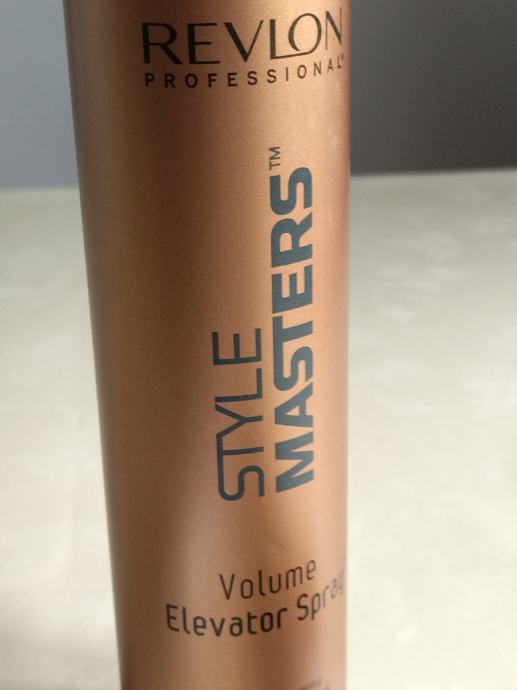 REVLON
PROFESSIONAL®
STYLE
MASTERS™
Volume
Elevator Spray